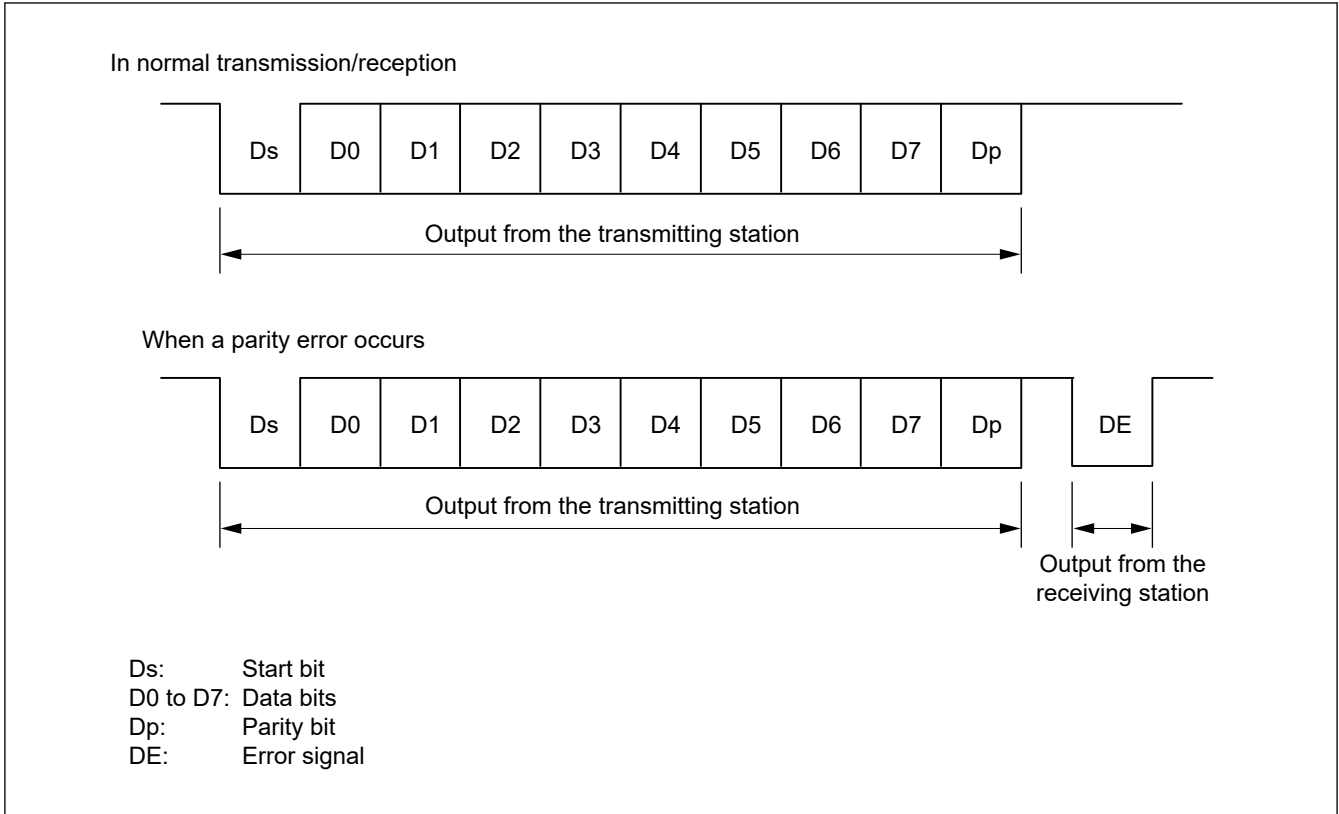 In normal transmission/reception
Ds D0 D1 D2 D3 D4 D5 D6 D7 Dp
Output from the transmitting station
When a parity error occurs
Ds D0 D1 D2 D3 D4 D5 D6 D7 Dp DE
Output from the transmitting station
Output from the
receiving station
Ds: Start bit
D0 to D7: Data bits
Dp: Parity bit
DE: Error signal